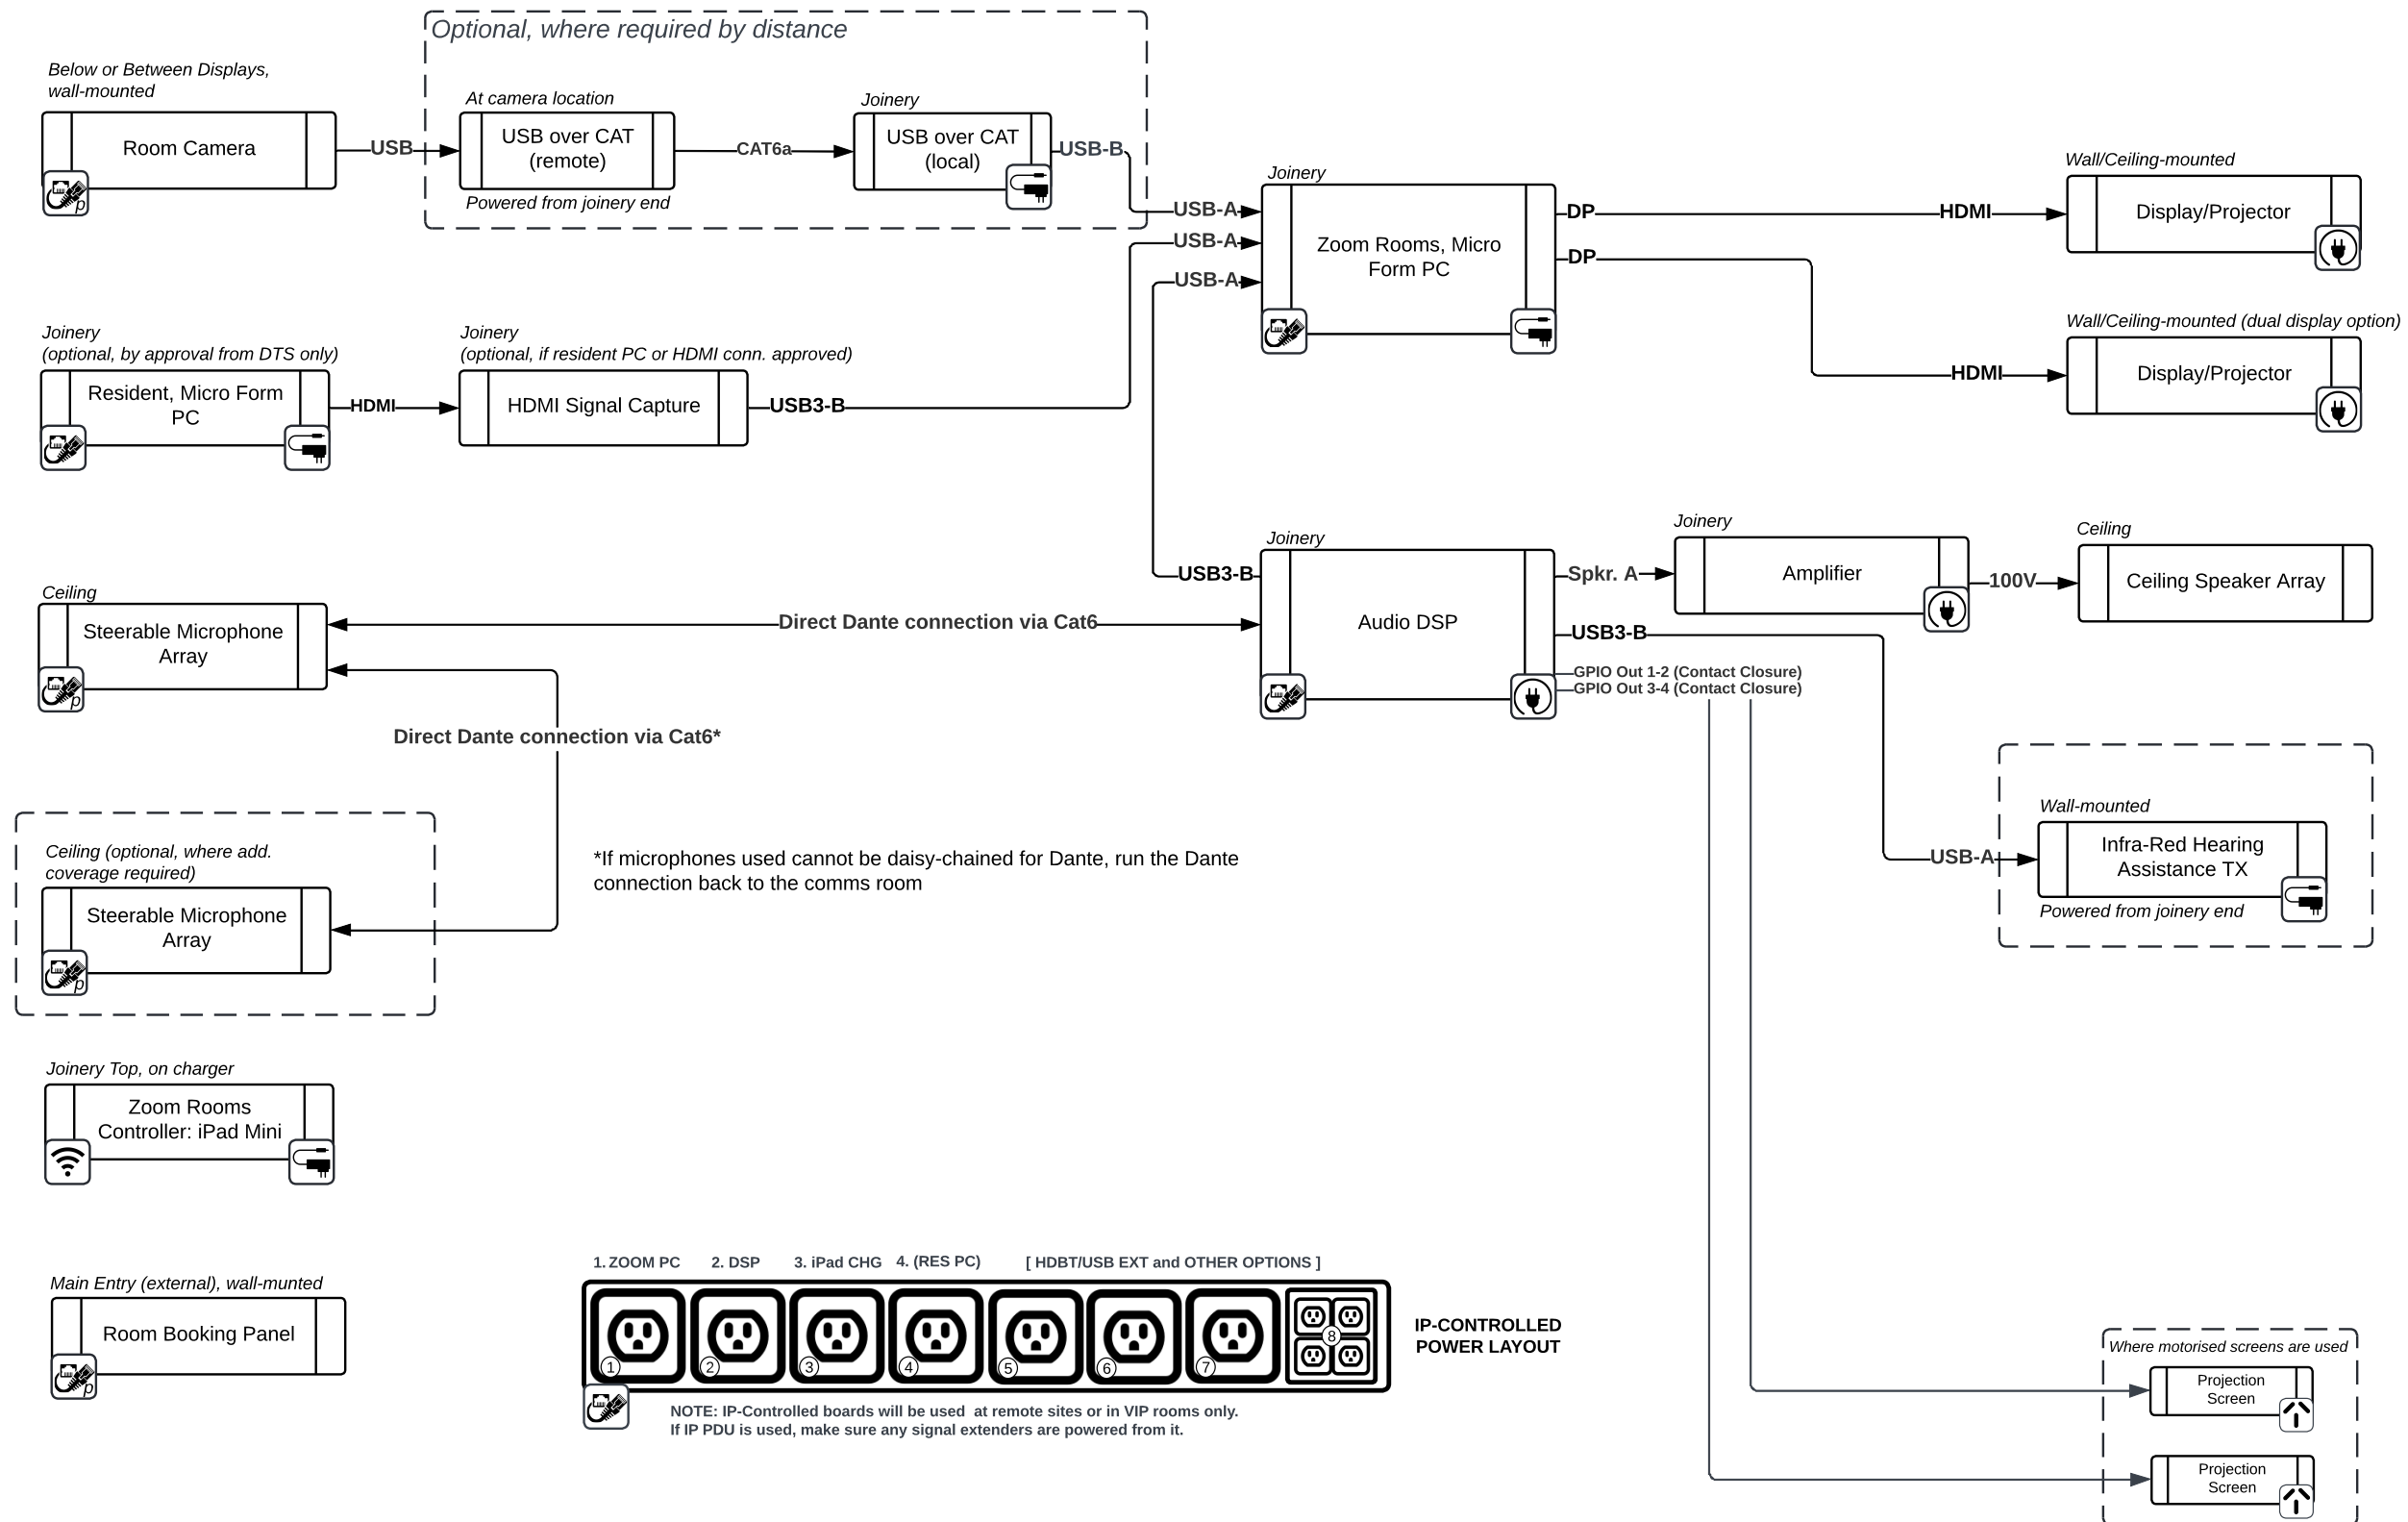 Optional, where required by distance
Below or Between Displays,
wall-mounted
Room Camera
p
USB
At camera location
USB over CAT
(remote)
Powered from joinery end
CAT6a
Joinery
USB over CAT
(local)
USB-B
USB-A
USB-A
USB-A
Joinery
Zoom Rooms, Micro
Form PC
DP
HDMI
DP
HDMI
Wall/Ceiling-mounted
Display/Projector
Wall/Ceiling-mounted (dual display option)
Display/Projector
Joinery
(optional, by approval from DTS only)
Resident, Micro Form
PC
HDMI
Joinery
(optional, if resident PC or HDMI conn. approved)
HDMI Signal Capture
USB3-B
Ceiling
Steerable Microphone
Array
p
Direct Dante connection via Cat6
Direct Dante connection via Cat6*
USB3-B
Joinery
Audio DSP
Spkr. A
USB3-B
GPIO Out 1-2 (Contact Closure)
GPIO Out 3-4 (Contact Closure)
Joinery
Amplifier
100V
Ceiling
Ceiling Speaker Array
Ceiling (optional, where add.
coverage required)
Steerable Microphone
Array
p
*If microphones used cannot be daisy-chained for Dante, run the Dante
connection back to the comms room
USB-A
Wall-mounted
Infra-Red Hearing
Assistance TX
Powered from joinery end
Joinery Top, on charger
Zoom Rooms
Controller: iPad Mini
Main Entry (external), wall-munted
Room Booking Panel
p
1. ZOOM PC
2. DSP
3. iPad CHG
4. (RES PC)
[ HDBT/USB EXT and OTHER OPTIONS ]
1
2
3
4
5
6
7
8
IP-CONTROLLED
POWER LAYOUT
NOTE: IP-Controlled boards will be used at remote sites or in VIP rooms only.
If IP PDU is used, make sure any signal extenders are powered from it.
Where motorised screens are used
Projection
Screen
Projection
Screen